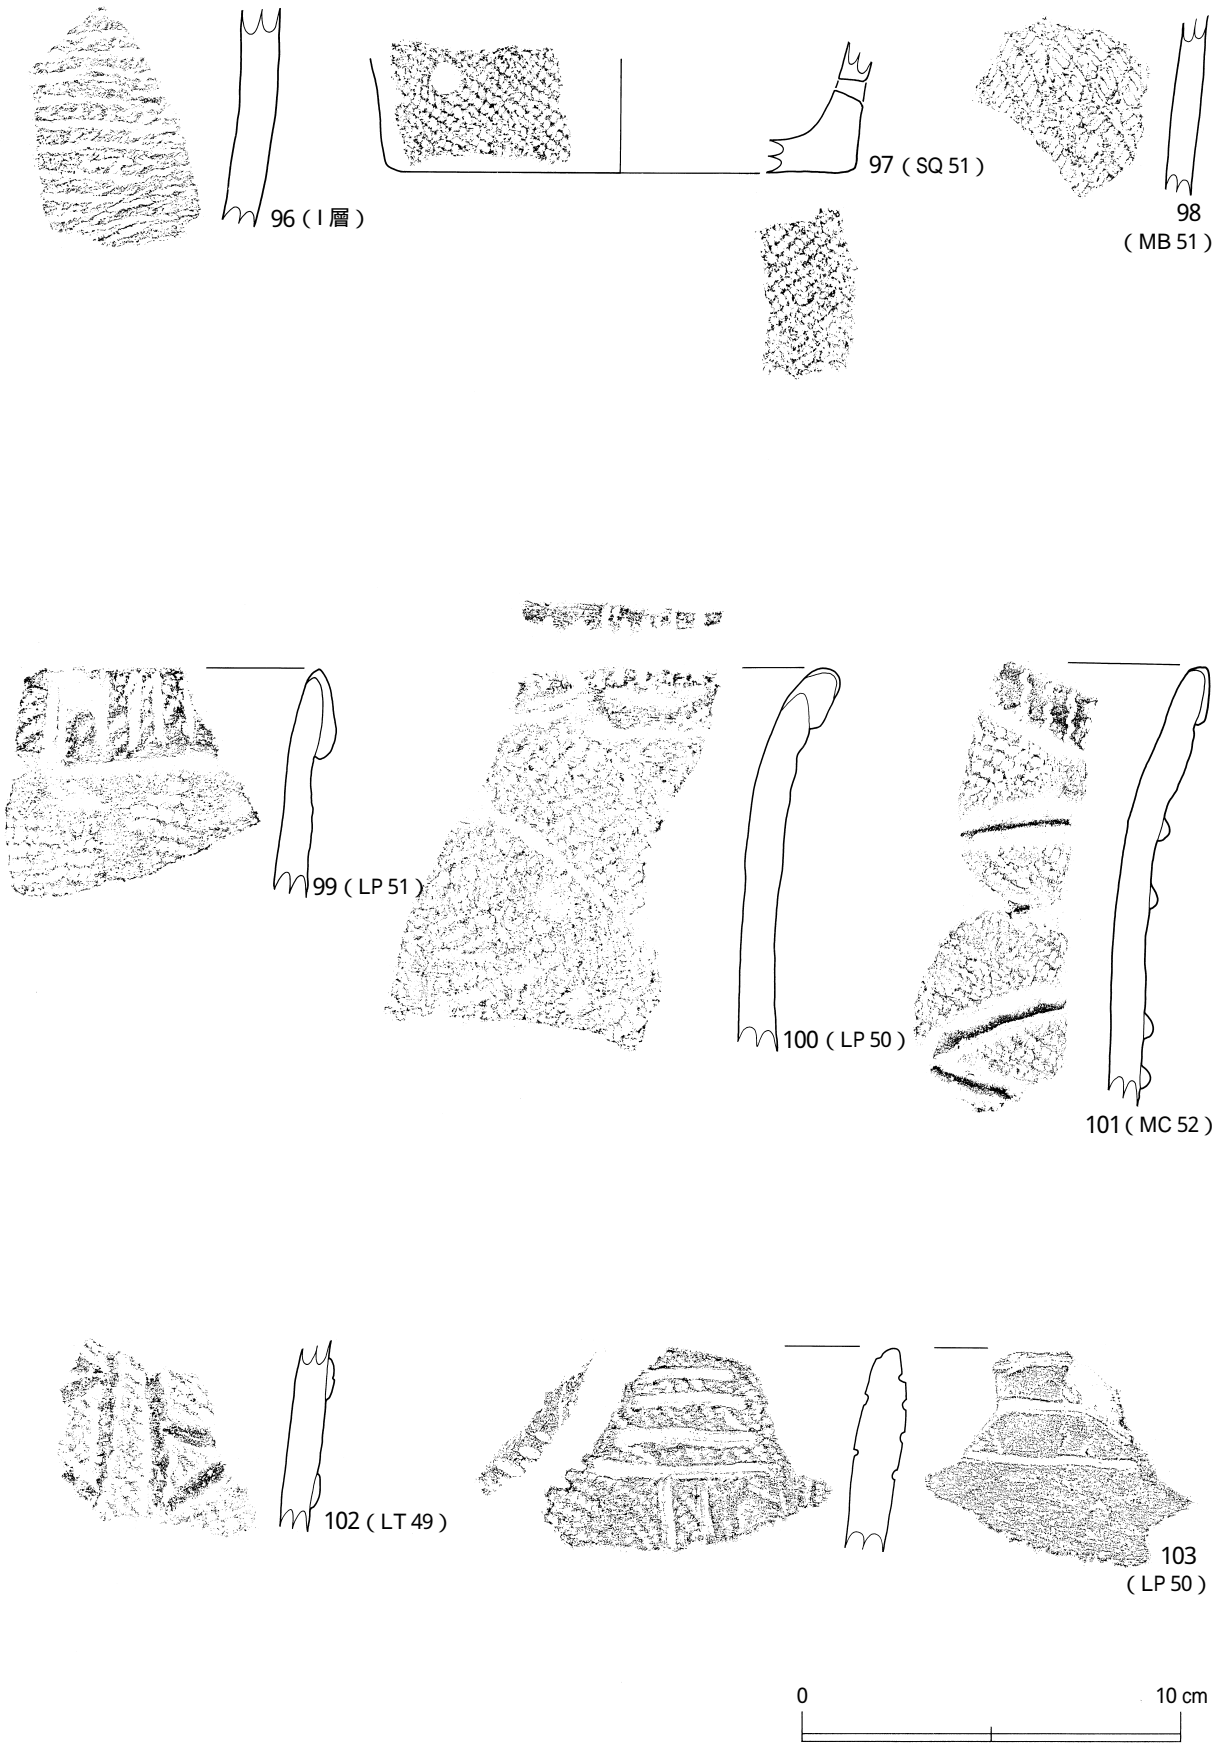 96（I層）
97（SQ 51）
98
（MB 51）
99（LP 51）
100（LP 50）
101（MC 52）
102（LT 49）
103
（LP 50）
0 10 cm